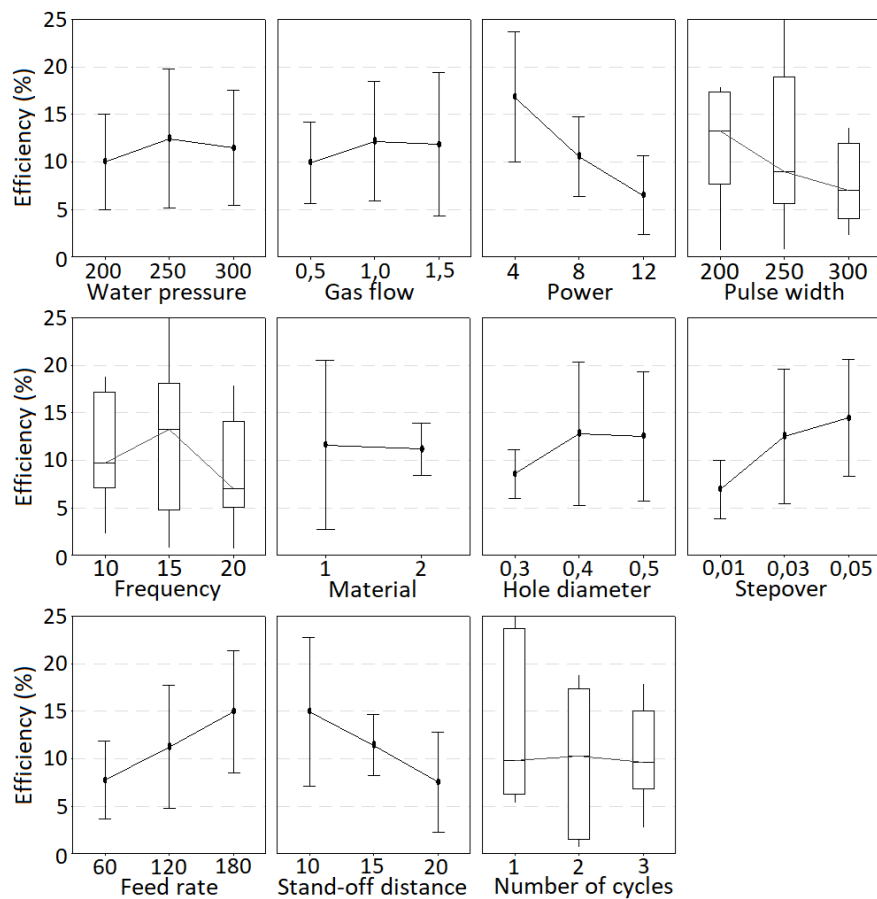 Efficiency (%)
25
20
15
10
5
0
200 250 300
Water pressure
0,5 1,0 1,5
Gas flow
4 8 12
Power
200 250 300
Pulse width
Efficiency (%)
25
20
15
10
5
0
10 15 20
Frequency
1 2
Material
0,3 0,4 0,5
Hole diameter
0,01 0,03 0,05
Stepover
Efficiency (%)
25
20
15
10
5
0
60 120 180
Feed rate
10 15 20
Stand-off distance
1 2 3
Number of cycles